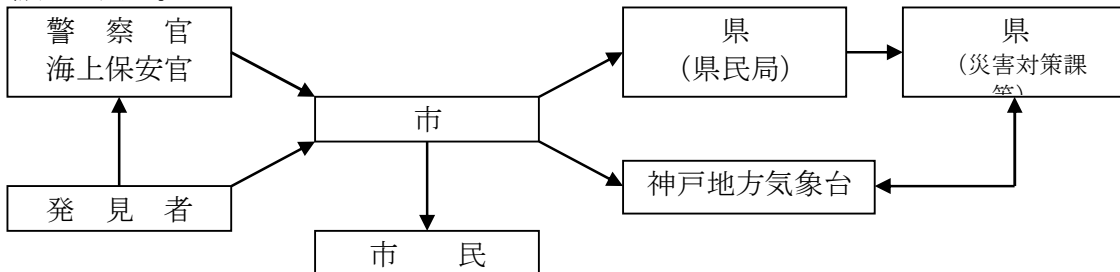 警　察　官
海上保安官
県
（県民局）
県
（災害対策課
等）
市
神戸地方気象台
発　見　者
市　　民